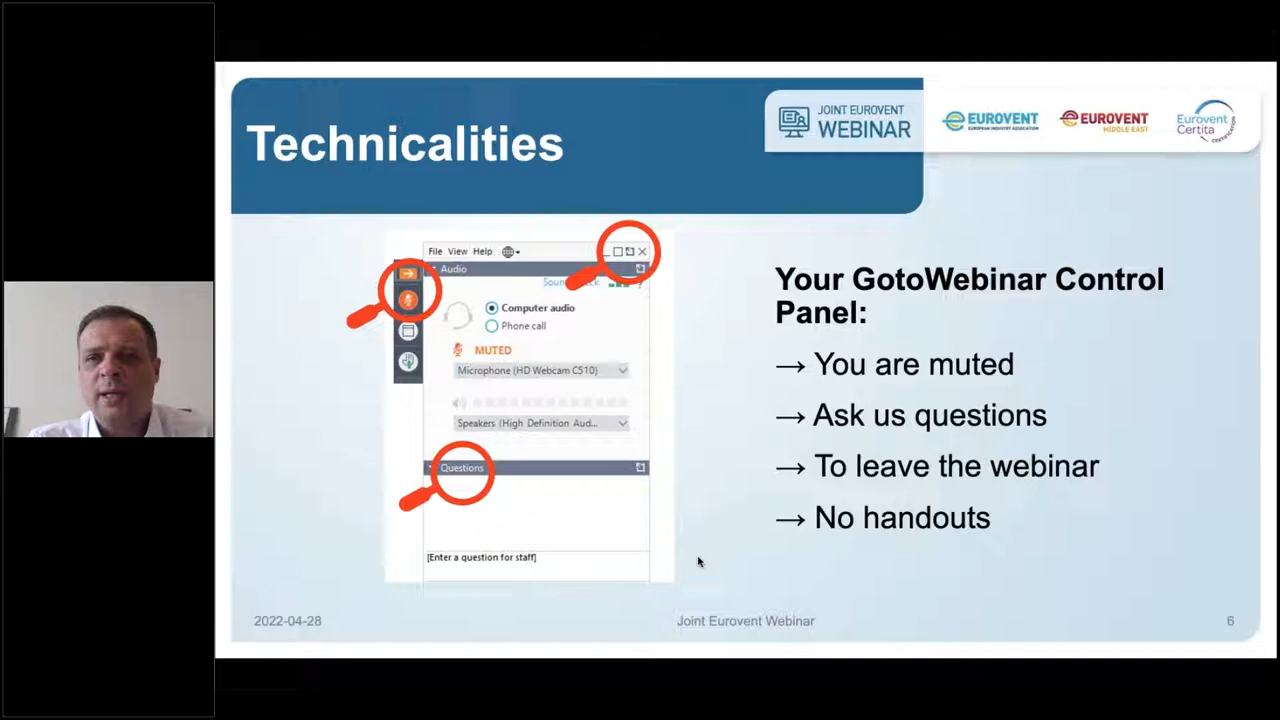 Technicalities
JOINT EUROVENT
WEBINAR
EUROVENT
EUROPEAN INDUSTRY ASSOCIATION
EUROVENT
MIDDLE EAST
Eurovent
Certita
CERTIFICATION
File View Help
Audio
Computer audio
Phone call
MUTED
Microphone (HD Webcam C510)
Speakers (High Definition Aud...
Questions
[Enter a question for staff]
Your GotoWebinar Control
Panel:
→ You are muted
→ Ask us questions
→ To leave the webinar
→ No handouts
2022-04-28
Joint Eurovent Webinar
6